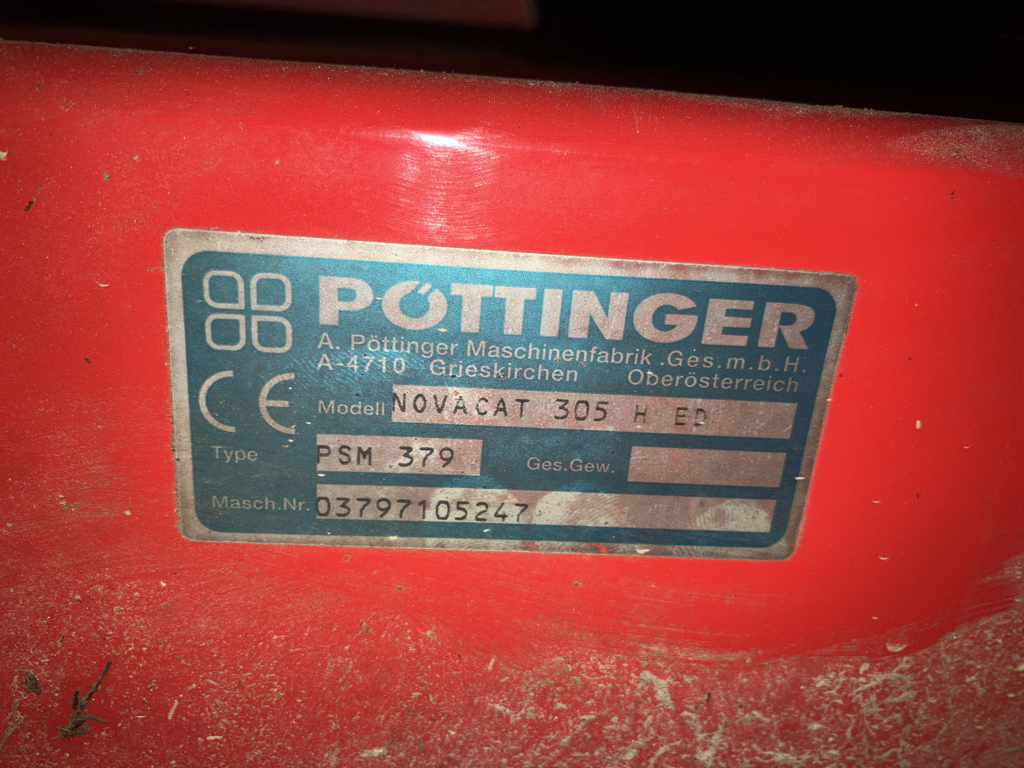 PÖTTINGER
A. Pöttinger Maschinenfabrik .Ges.m.b.H.
A-4710 Grieskirchen Oberösterreich
CE Modell NOVACAT 305 H ED
Type PSM 379 Ges.Gew.
Masch.Nr. 03797105247